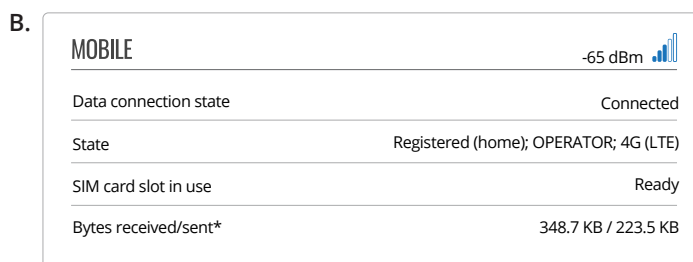 B.
MOBILE -65 dBm
Data connection state Connected
State Registered (home); OPERATOR; 4G (LTE)
SIM card slot in use Ready
Bytes received/sent* 348.7 KB / 223.5 KB